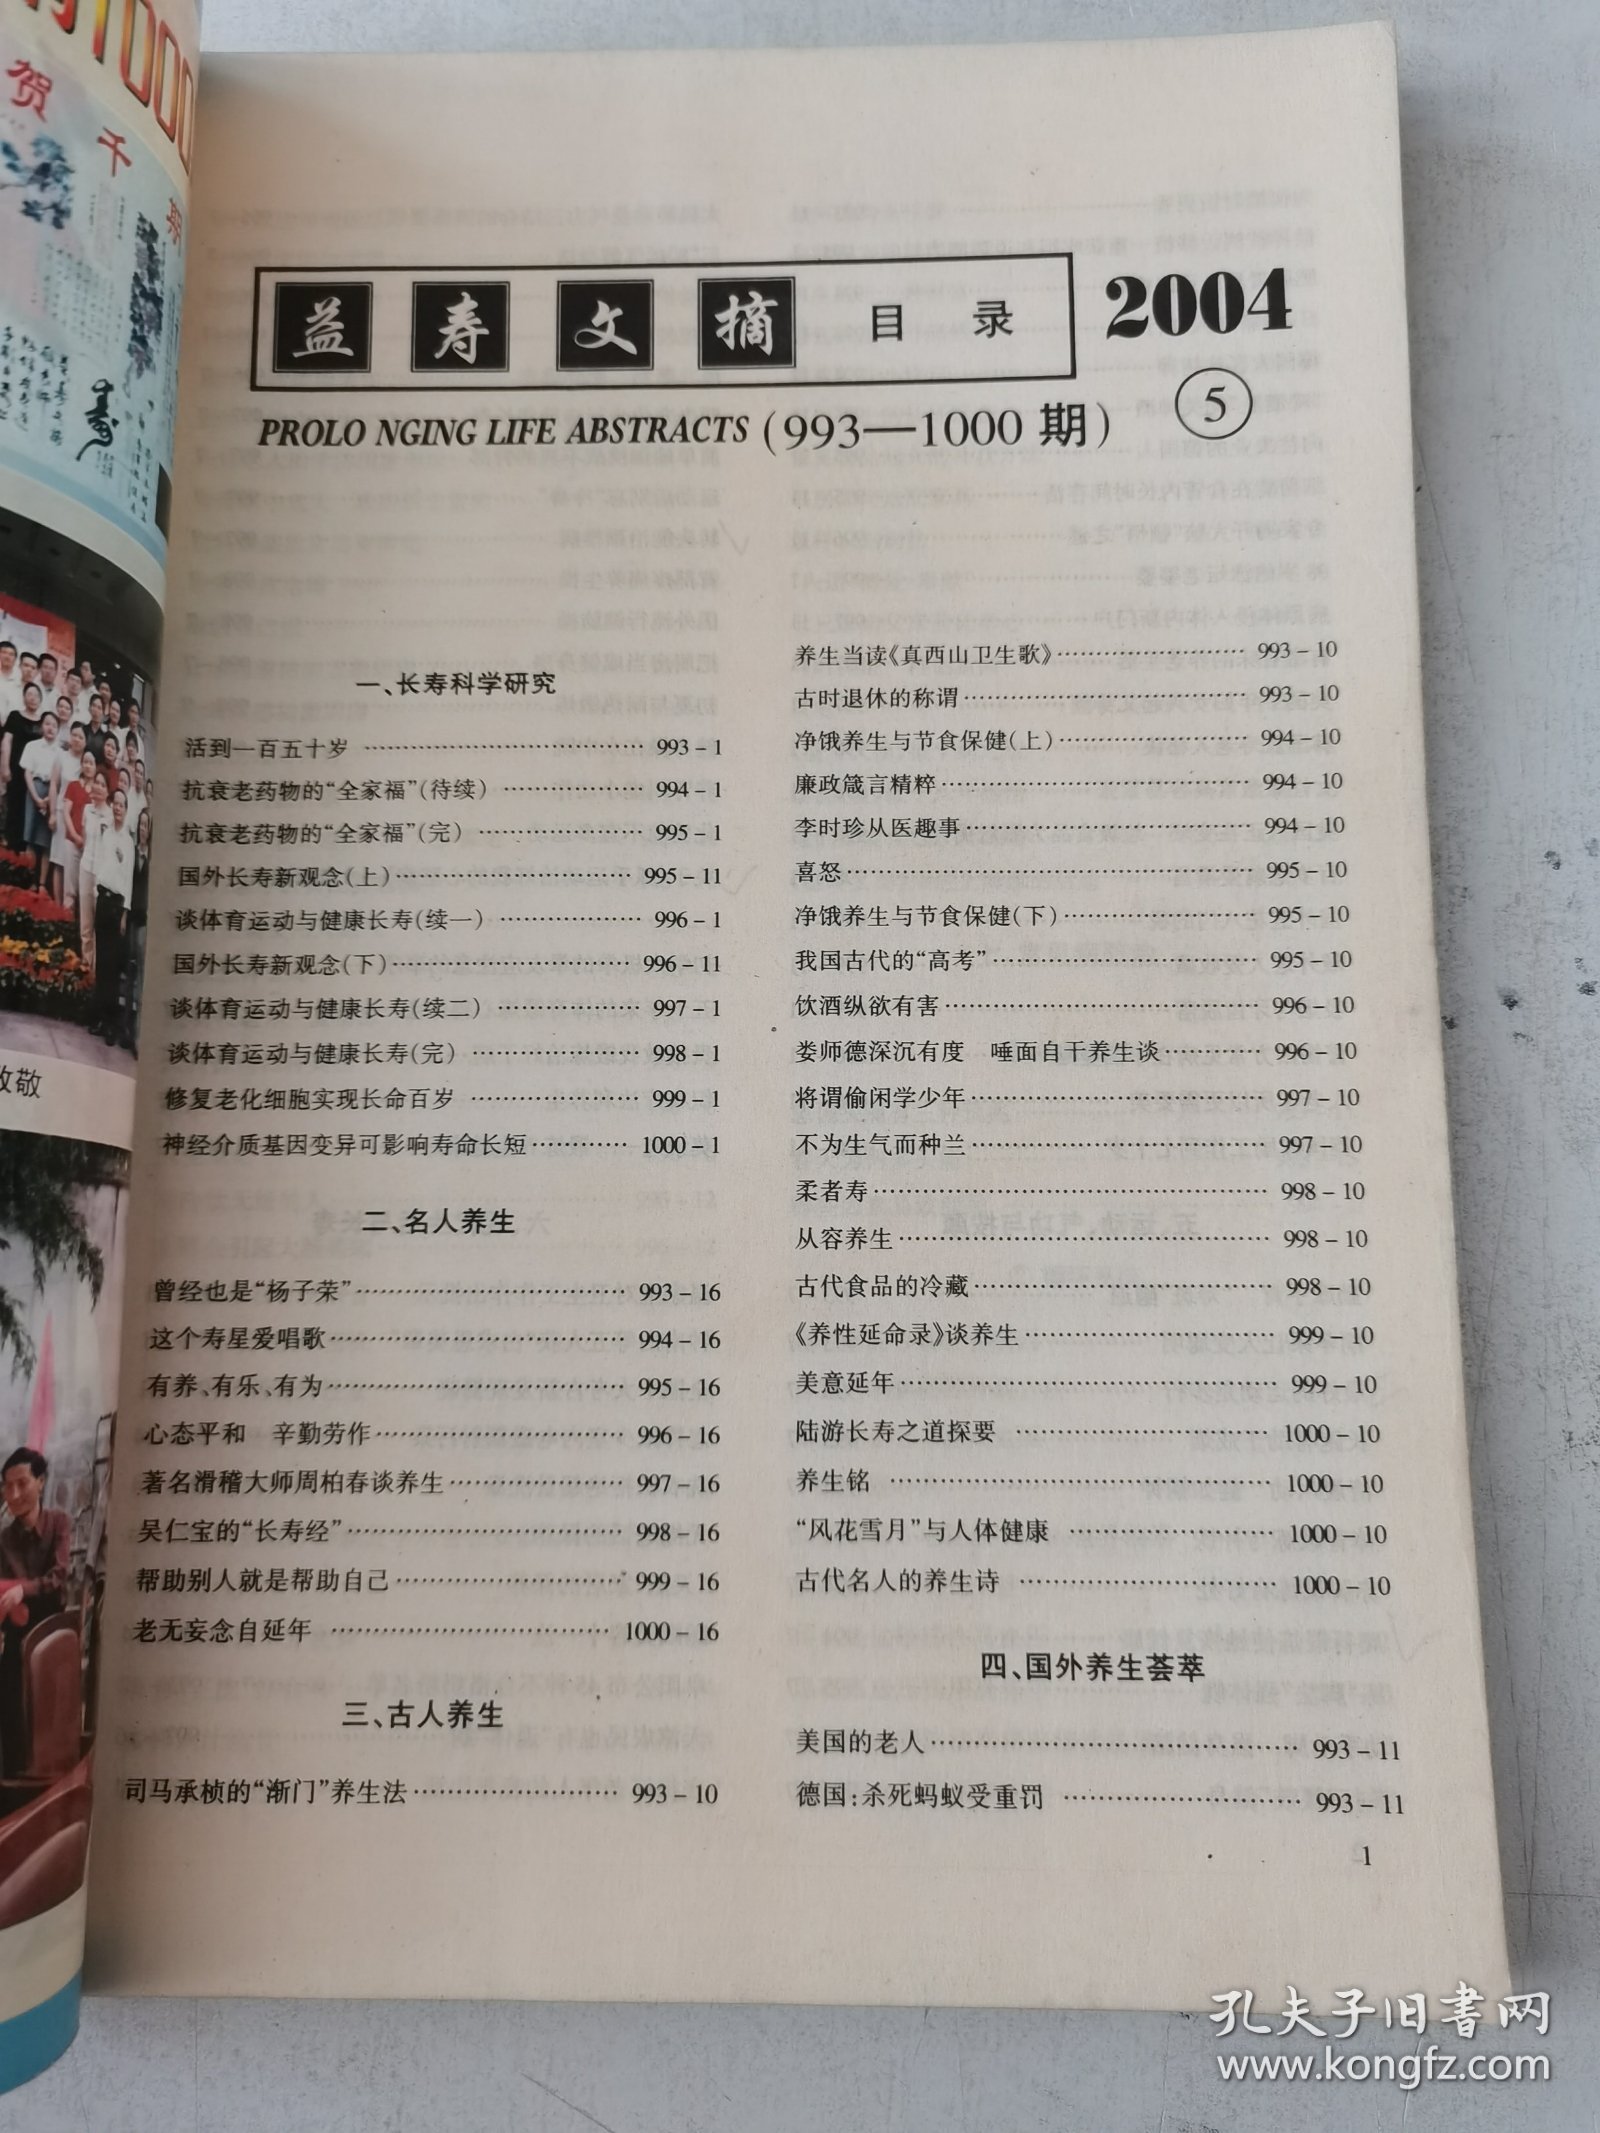 1000
贺
千
期
致敬
益寿文摘 目 录
2004
⑤
PROLO NGING LIFE ABSTRACTS (993—1000 期)
一、长寿科学研究
活到一百五十岁 …………………………… 993-1
抗衰老药物的“全家福”(待续) ……………… 994-1
抗衰老药物的“全家福”(完) ………………… 995-1
国外长寿新观念(上)………………………… 995-11
谈体育运动与健康长寿(续一) ……………… 996-1
国外长寿新观念(下)………………………… 996-11
谈体育运动与健康长寿(续二) ……………… 997-1
谈体育运动与健康长寿(完) ………………… 998-1
修复老化细胞实现长命百岁 ………………… 999-1
神经介质基因变异可影响寿命长短………… 1000-1
二、名人养生
曾经也是“杨子荣”…………………………… 993-16
这个寿星爱唱歌……………………………… 994-16
有养、有乐、有为……………………………… 995-16
心态平和 辛勤劳作………………………… 996-16
著名滑稽大师周柏春谈养生………………… 997-16
吴仁宝的“长寿经”…………………………… 998-16
帮助别人就是帮助自己……………………… 999-16
老无妄念自延年 …………………………… 1000-16
三、古人养生
司马承桢的“渐门”养生法…………………… 993-10
养生当读《真西山卫生歌》………………… 993-10
古时退休的称谓…………………………… 993-10
净饿养生与节食保健(上)………………… 994-10
廉政箴言精粹……………………………… 994-10
李时珍从医趣事…………………………… 994-10
喜怒………………………………………… 995-10
净饿养生与节食保健(下)………………… 995-10
我国古代的“高考”………………………… 995-10
饮酒纵欲有害……………………………… 996-10
娄师德深沉有度 唾面自干养生谈………… 996-10
将谓偷闲学少年…………………………… 997-10
不为生气而种兰…………………………… 997-10
柔者寿……………………………………… 998-10
从容养生…………………………………… 998-10
古代食品的冷藏…………………………… 998-10
《养性延命录》谈养生……………………… 999-10
美意延年…………………………………… 999-10
陆游长寿之道探要 ……………………… 1000-10
养生铭 …………………………………… 1000-10
“风花雪月”与人体健康 ………………… 1000-10
古代名人的养生诗 ……………………… 1000-10
四、国外养生荟萃
美国的老人………………………………… 993-11
德国:杀死蚂蚁受重罚 …………………… 993-11
1
孔夫子旧书网
www.kongfz.com